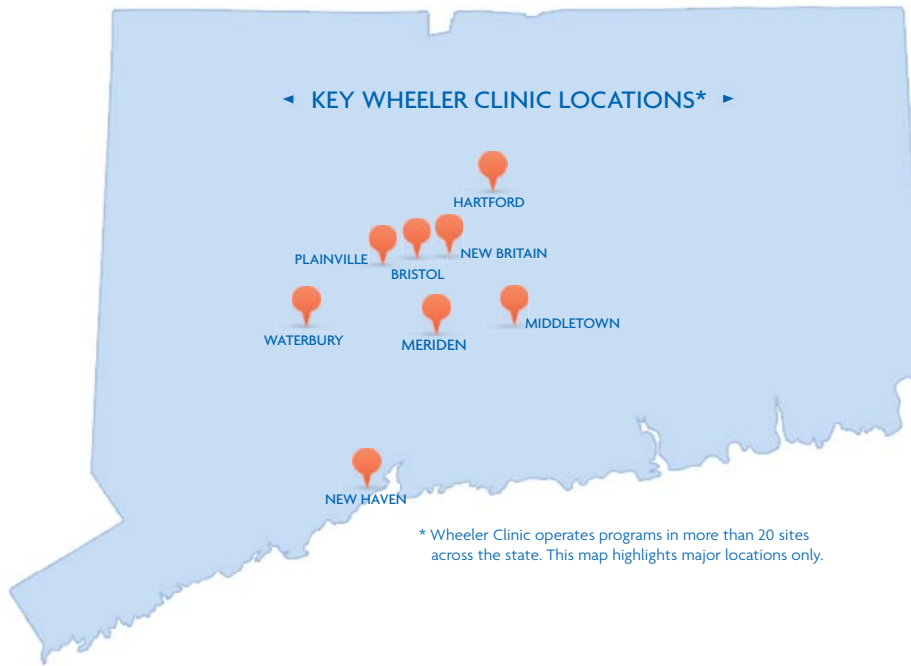 KEY WHEELER CLINIC LOCATIONS*
HARTFORD
NEW BRITAIN
PLAINVILLE
BRISTOL
MIDDLETOWN
WATERBURY
MERIDEN
NEW HAVEN
* Wheeler Clinic operates programs in more than 20 sites
across the state. This map highlights major locations only.